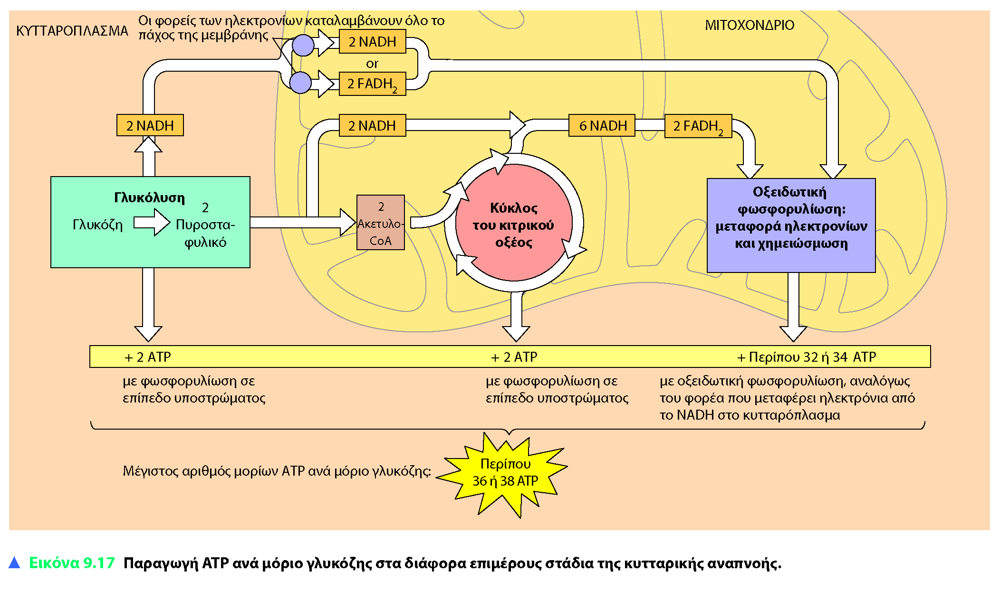 ΚΥΤΤΑΡΟΠΛΑΣΜΑ
Οι φορείς των ηλεκτρονίων καταλαμβάνουν όλο το
πάχος της μεμβράνης
ΜΙΤΟΧΟΝΔΡΙΟ
2 NADH
or
2 FADH₂
2 NADH
2 NADH
6 NADH
2 FADH₂
Γλυκόλυση
Γλυκόζη
2
Πυροστα-
φυλικό
2
Ακετυλο-
CoA
Κύκλος
του κιτρικού
οξέος
Οξειδωτική
φωσφορυλίωση:
μεταφορά ηλεκτρονίων
και χημειώσμωση
+ 2 ATP
+ 2 ATP
+ Περίπου 32 ή 34 ATP
με φωσφορυλίωση σε
επίπεδο υποστρώματος
με φωσφορυλίωση σε
επίπεδο υποστρώματος
με οξειδωτική φωσφορυλίωση, αναλόγως
του φορέα που μεταφέρει ηλεκτρόνια από
το NADH στο κυτταρόπλασμα
Μέγιστος αριθμός μορίων ATP ανά μόριο γλυκόζης:
Περίπου
36 ή 38 ATP
▲ Εικόνα 9.17 Παραγωγή ATP ανά μόριο γλυκόζης στα διάφορα επιμέρους στάδια της κυτταρικής αναπνοής.